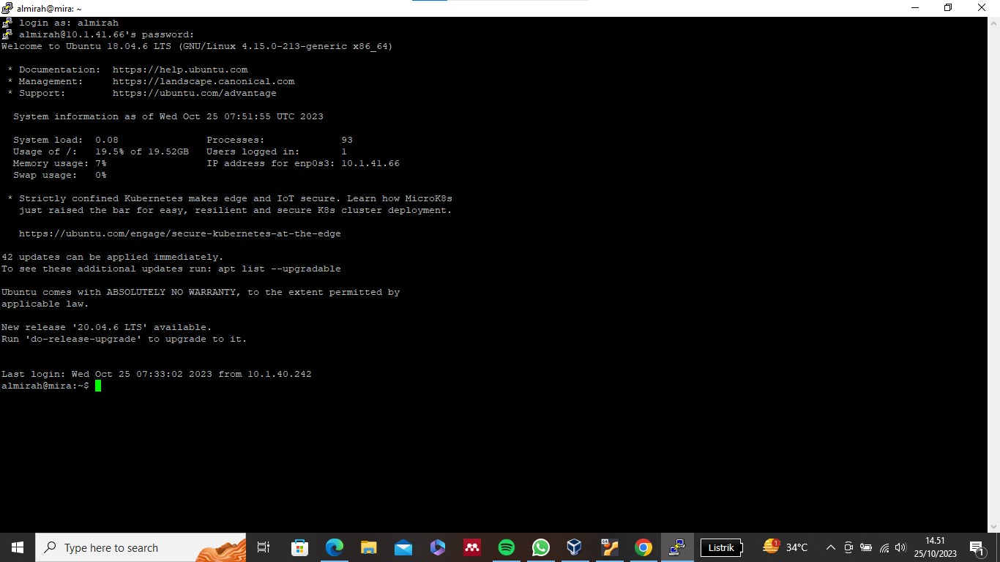 almirah@mira: ~
login as: almirah
almirah@10.1.41.66's password:
Welcome to Ubuntu 18.04.6 LTS (GNU/Linux 4.15.0-213-generic x86_64)
* Documentation:  https://help.ubuntu.com
* Management:     https://landscape.canonical.com
* Support:        https://ubuntu.com/advantage
System information as of Wed Oct 25 07:51:55 UTC 2023
System load:  0.08               Processes:             93
Usage of /:   19.5% of 19.52GB   Users logged in:       1
Memory usage: 7%                 IP address for enp0s3: 10.1.41.66
Swap usage:   0%
* Strictly confined Kubernetes makes edge and IoT secure. Learn how MicroK8s
just raised the bar for easy, resilient and secure K8s cluster deployment.
https://ubuntu.com/engage/secure-kubernetes-at-the-edge
42 updates can be applied immediately.
To see these additional updates run: apt list --upgradable
Ubuntu comes with ABSOLUTELY NO WARRANTY, to the extent permitted by
applicable law.
New release '20.04.6 LTS' available.
Run 'do-release-upgrade' to upgrade to it.
Last login: Wed Oct 25 07:33:02 2023 from 10.1.40.242
almirah@mira:~$
Type here to search
Listrik
1
34°C
14.51
25/10/2023
1